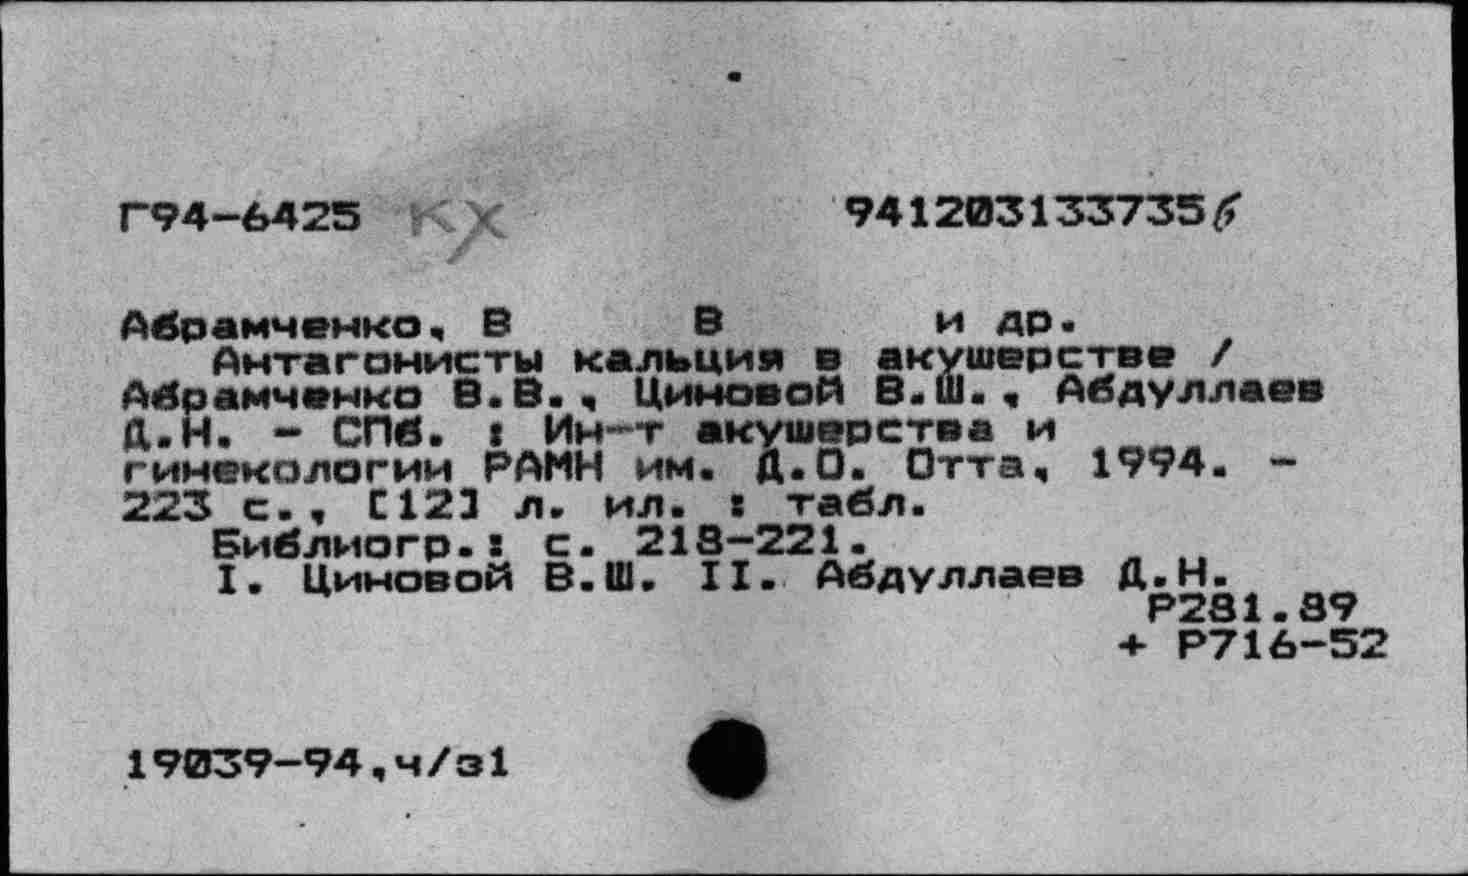 Г94-6425 КХ 941203133735б
Абрамченко, В В и др.
Антагонисты кальция в акушерстве /
Абрамченко В.В., Циновой В.Ш., Абдуллаев
Д.Н. - СПб. : Ин-т акушерства и
гинекологии РАМН им. Д.О. Отта, 1994. -
223 с., [12] л. ил. : табл.
Библиогр.: с. 218-221.
I. Циновой В.Ш. II. Абдуллаев Д.Н.
Р281.89
+ Р716-52
19039-94,ч/з1